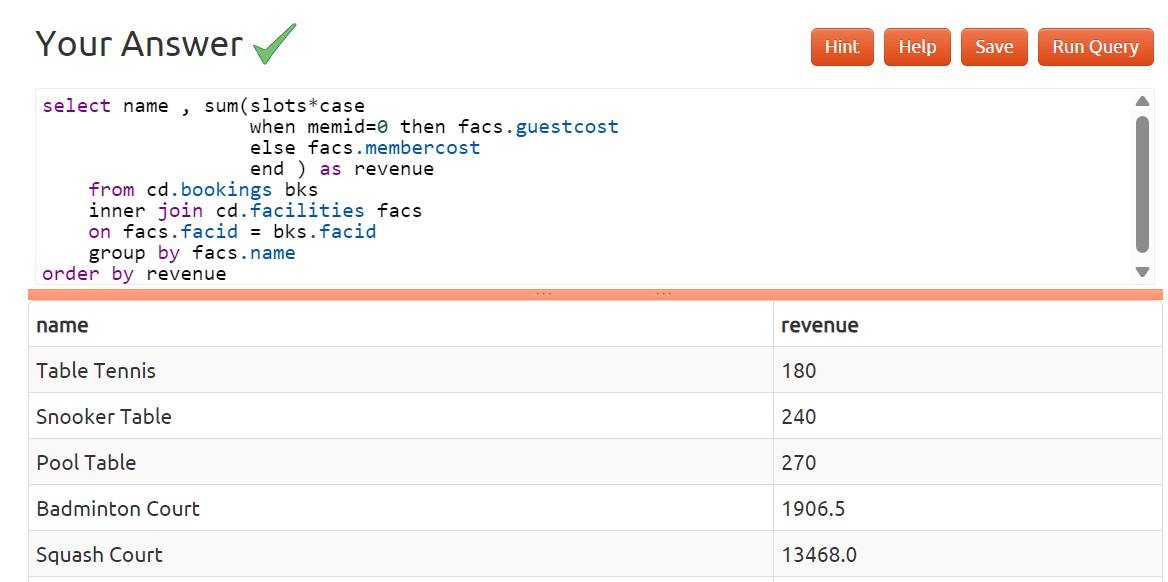 Your Answer
Hint Help Save Run Query
select name , sum(slots*case
when memid=0 then facs.guestcost
else facs.membercost
end ) as revenue
from cd.bookings bks
inner join cd.facilities facs
on facs.facid = bks.facid
group by facs.name
order by revenue
name revenue
Table Tennis 180
Snooker Table 240
Pool Table 270
Badminton Court 1906.5
Squash Court 13468.0